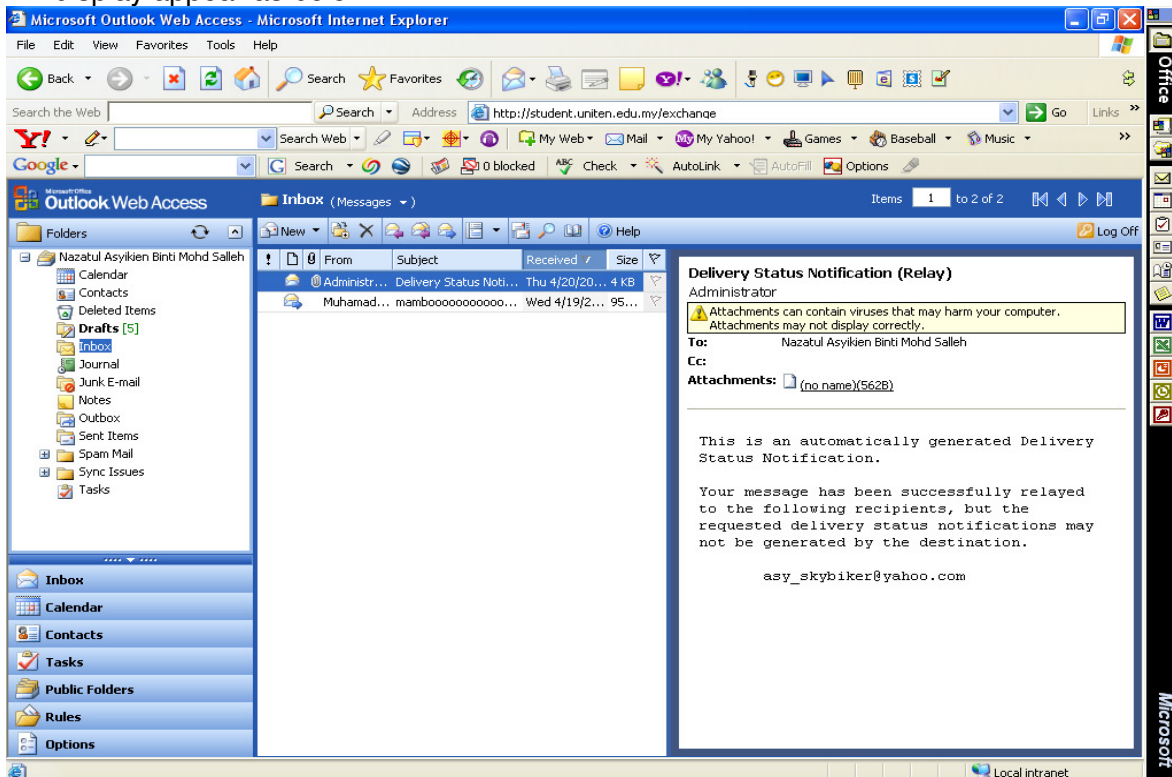 Microsoft Outlook Web Access - Microsoft Internet Explorer
File Edit View Favorites Tools Help
Back Search Favorites
Search the Web Search Address http://student.uniten.edu.my/exchange Go Links »
Y! Search Web My Web Mail My Yahoo! Games Baseball Music »
Google Search 0 blocked Check AutoLink AutoFill Options
Microsoft Office
Outlook Web Access
Inbox (Messages) Items 1 to 2 of 2
Folders
New Help Log Off
Nazatul Asyikien Binti Mohd Salleh
Calendar
Contacts
Deleted Items
Drafts [5]
Inbox
Journal
Junk E-mail
Notes
Outbox
Sent Items
Spam Mail
Sync Issues
Tasks
Inbox
Calendar
Contacts
Tasks
Public Folders
Rules
Options
! From Subject Received Size
Administr... Delivery Status Noti... Thu 4/20/20... 4 KB
Muhamad... mambooooooooooo... Wed 4/19/2... 95...
Delivery Status Notification (Relay)
Administrator
Attachments can contain viruses that may harm your computer.
Attachments may not display correctly.
To: Nazatul Asyikien Binti Mohd Salleh
Cc:
Attachments: (no name)(562B)
This is an automatically generated Delivery
Status Notification.
Your message has been successfully relayed
to the following recipients, but the
requested delivery status notifications may
not be generated by the destination.
asy_skybiker@yahoo.com
Local intranet
Office
Microsoft